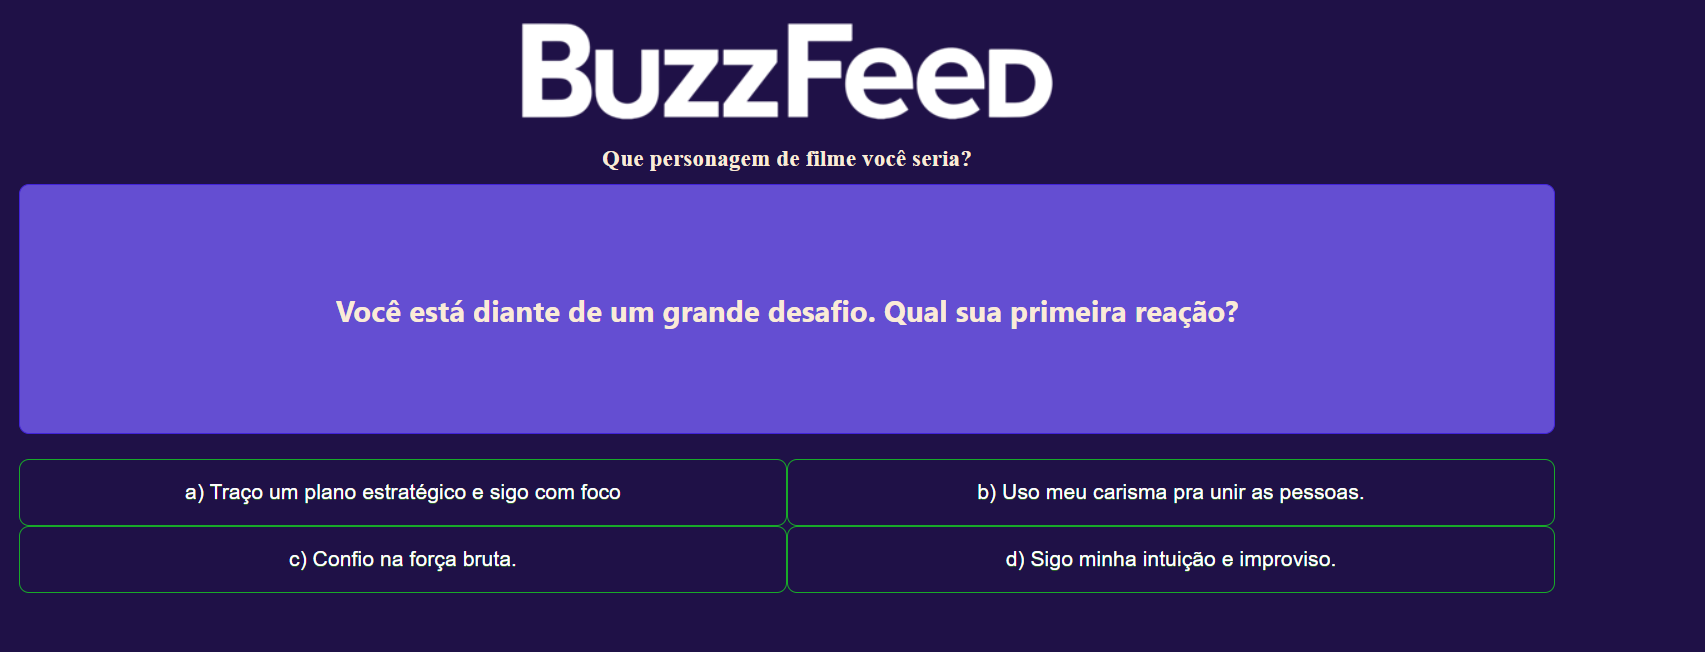 BuzzFeed
Que personagem de filme você seria?
Você está diante de um grande desafio. Qual sua primeira reação?
a) Traço um plano estratégico e sigo com foco
b) Uso meu carisma pra unir as pessoas.
c) Confio na força bruta.
d) Sigo minha intuição e improviso.